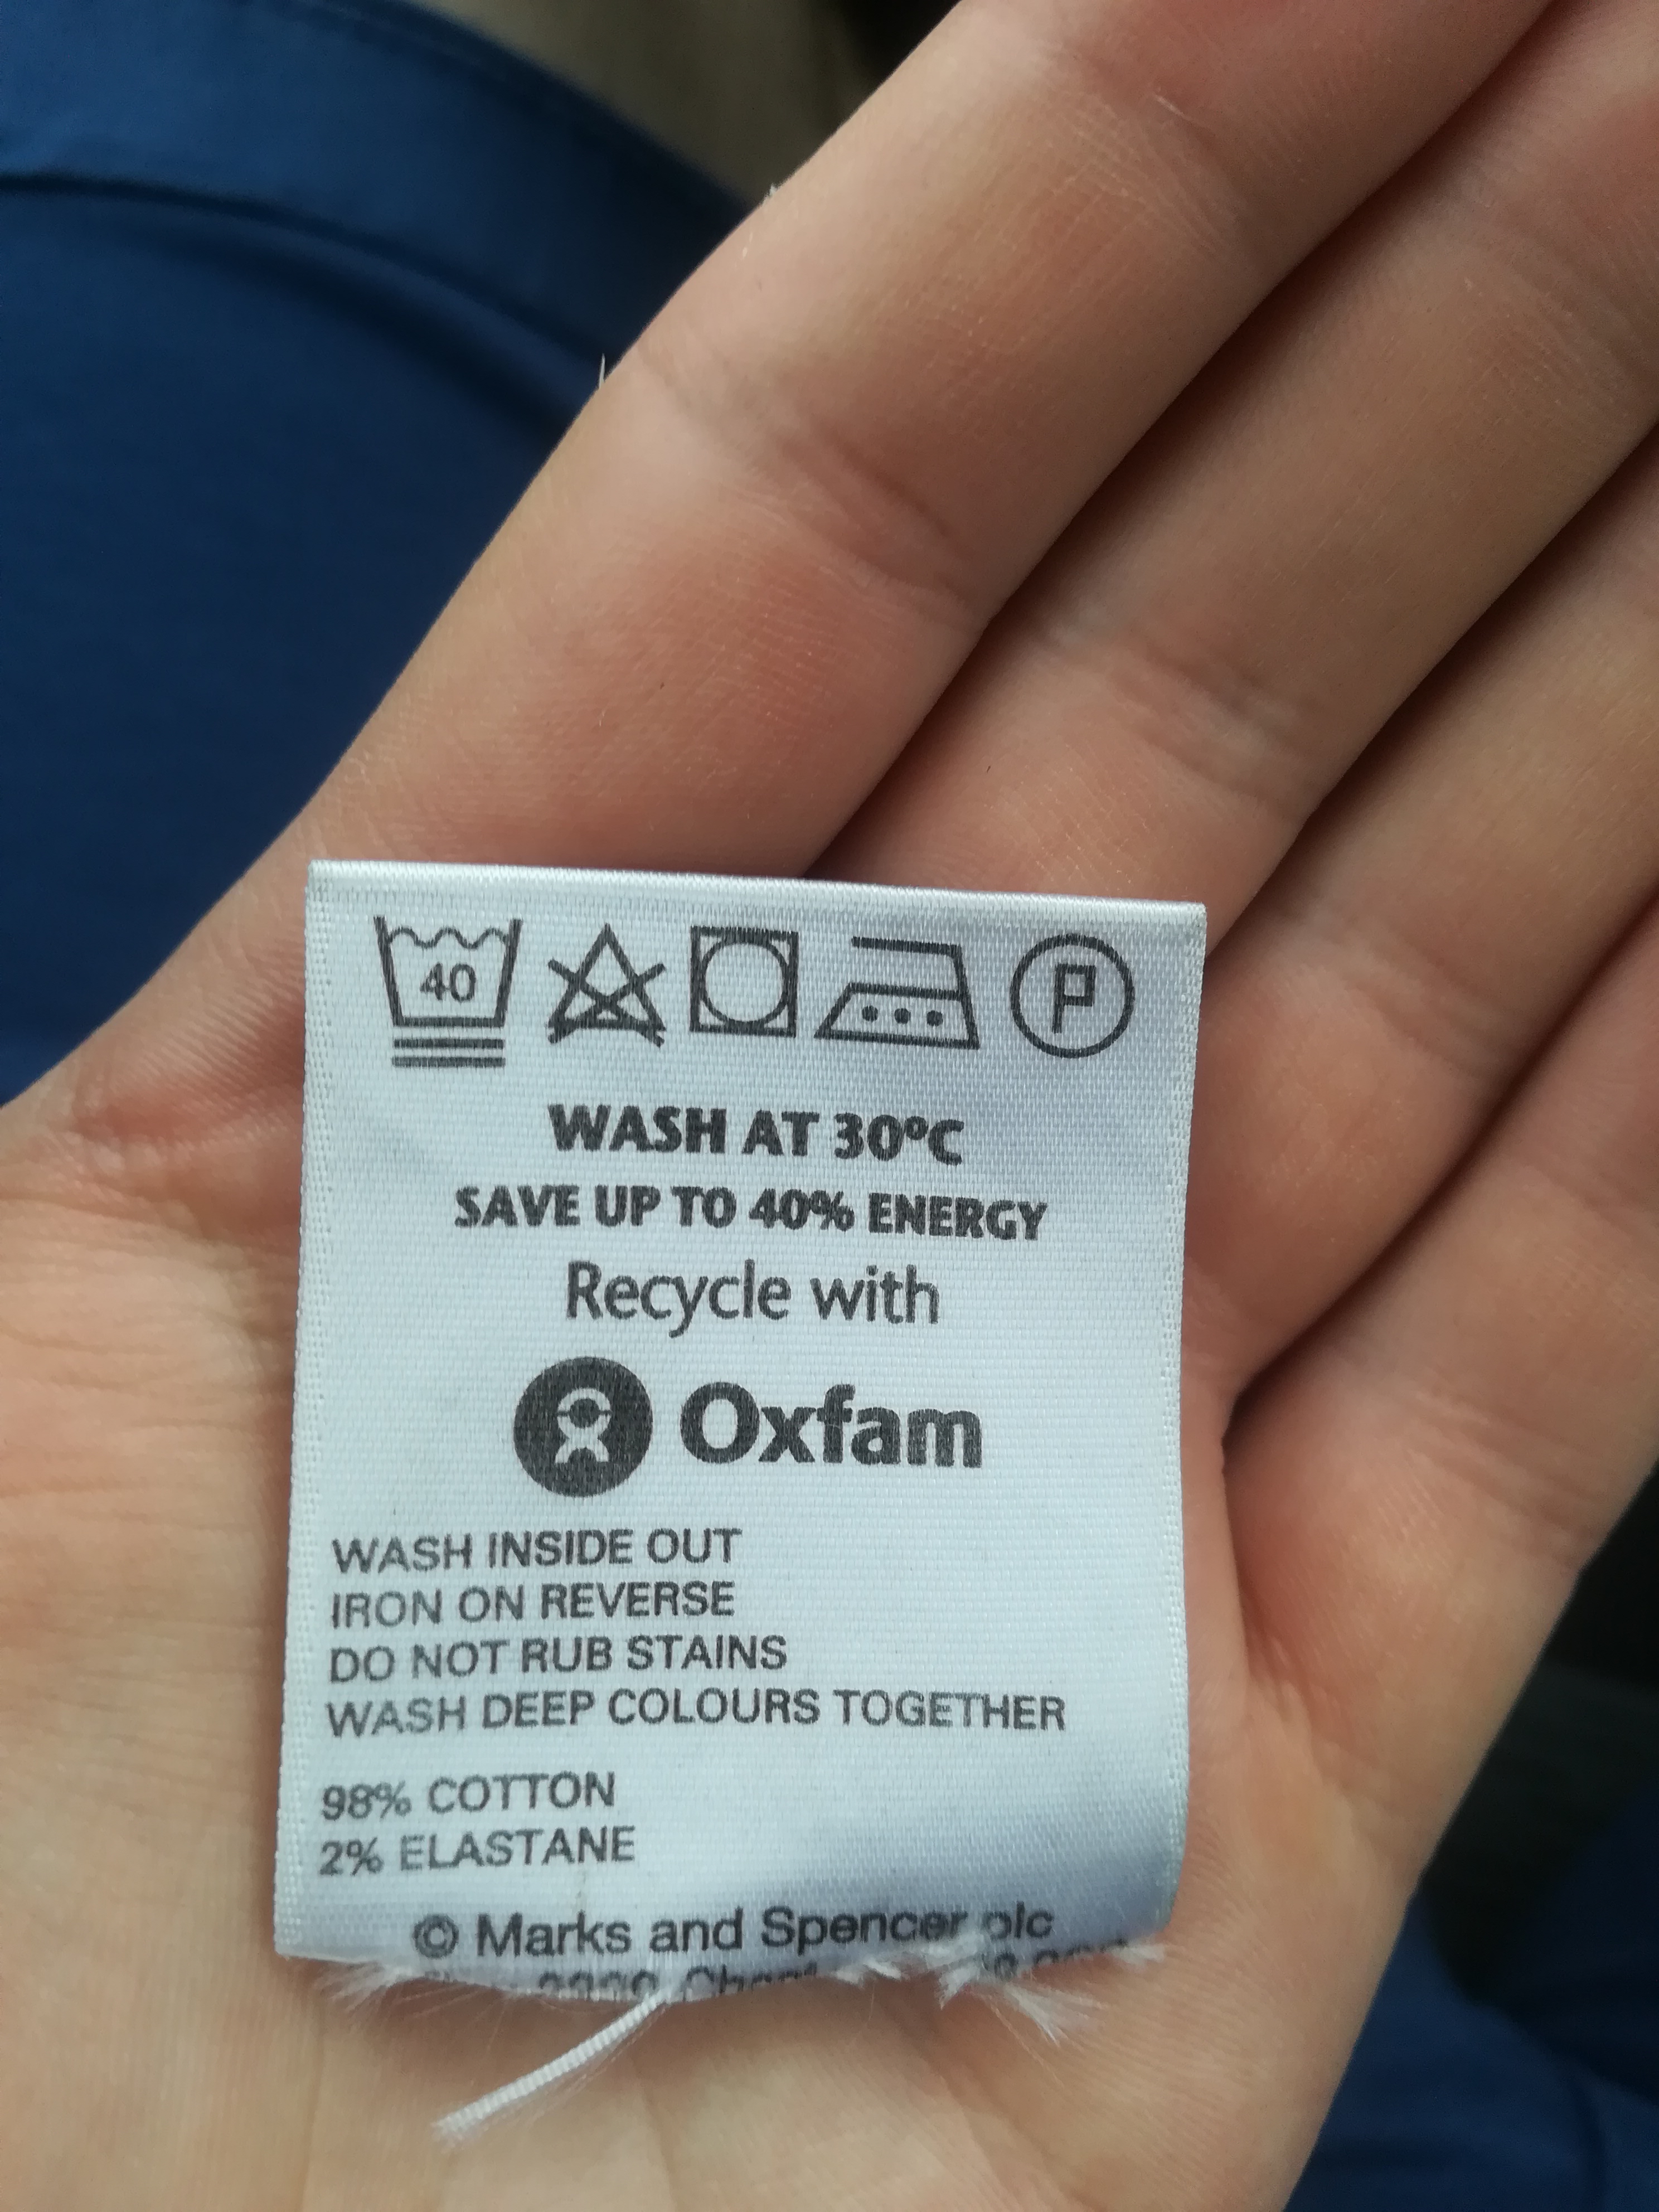 40 P
WASH AT 30°C
SAVE UP TO 40% ENERGY
Recycle with
Oxfam
WASH INSIDE OUT
IRON ON REVERSE
DO NOT RUB STAINS
WASH DEEP COLOURS TOGETHER
98% COTTON
2% ELASTANE
© Marks and Spencer plc